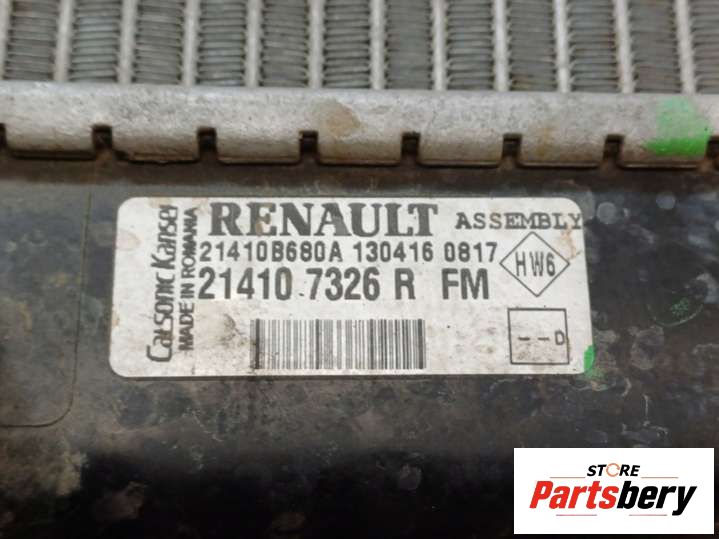 RENAULT ASSEMBLY
21410B680A 130416 0817
21410 7326 R FM
Calsonic Kansei
MADE IN ROMANIA
HW6
--D
STORE
Partsbery